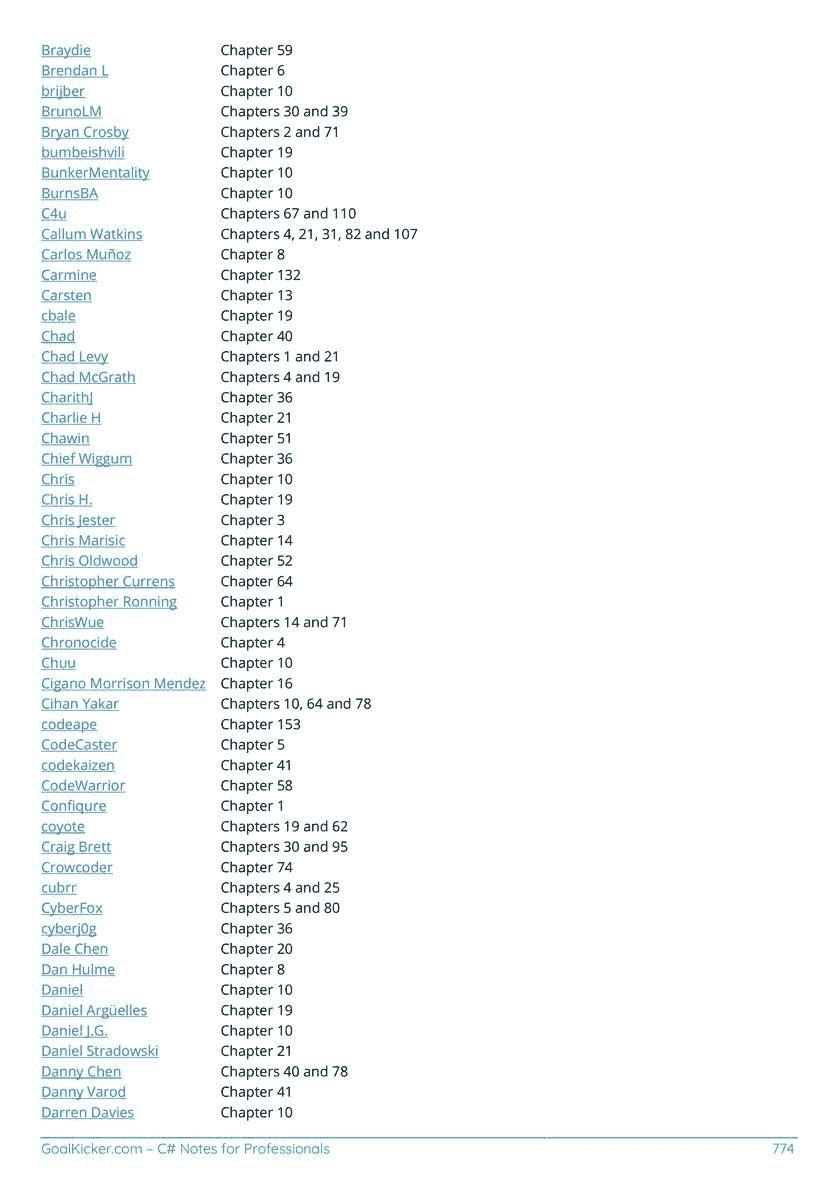 Braydie Chapter 59
Brendan L Chapter 6
brijber Chapter 10
BrunoLM Chapters 30 and 39
Bryan Crosby Chapters 2 and 71
bumbeishvili Chapter 19
BunkerMentality Chapter 10
BurnsBA Chapter 10
C4u Chapters 67 and 110
Callum Watkins Chapters 4, 21, 31, 82 and 107
Carlos Muñoz Chapter 8
Carmine Chapter 132
Carsten Chapter 13
cbale Chapter 19
Chad Chapter 40
Chad Levy Chapters 1 and 21
Chad McGrath Chapters 4 and 19
CharithJ Chapter 36
Charlie H Chapter 21
Chawin Chapter 51
Chief Wiggum Chapter 36
Chris Chapter 10
Chris H. Chapter 19
Chris Jester Chapter 3
Chris Marisic Chapter 14
Chris Oldwood Chapter 52
Christopher Currens Chapter 64
Christopher Ronning Chapter 1
ChrisWue Chapters 14 and 71
Chronocide Chapter 4
Chuu Chapter 10
Cigano Morrison Mendez Chapter 16
Cihan Yakar Chapters 10, 64 and 78
codeape Chapter 153
CodeCaster Chapter 5
codekaizen Chapter 41
CodeWarrior Chapter 58
Confiqure Chapter 1
coyote Chapters 19 and 62
Craig Brett Chapters 30 and 95
Crowcoder Chapter 74
cubrr Chapters 4 and 25
CyberFox Chapters 5 and 80
cyberj0g Chapter 36
Dale Chen Chapter 20
Dan Hulme Chapter 8
Daniel Chapter 10
Daniel Argüelles Chapter 19
Daniel J.G. Chapter 10
Daniel Stradowski Chapter 21
Danny Chen Chapters 40 and 78
Danny Varod Chapter 41
Darren Davies Chapter 10
GoalKicker.com – C# Notes for Professionals 774